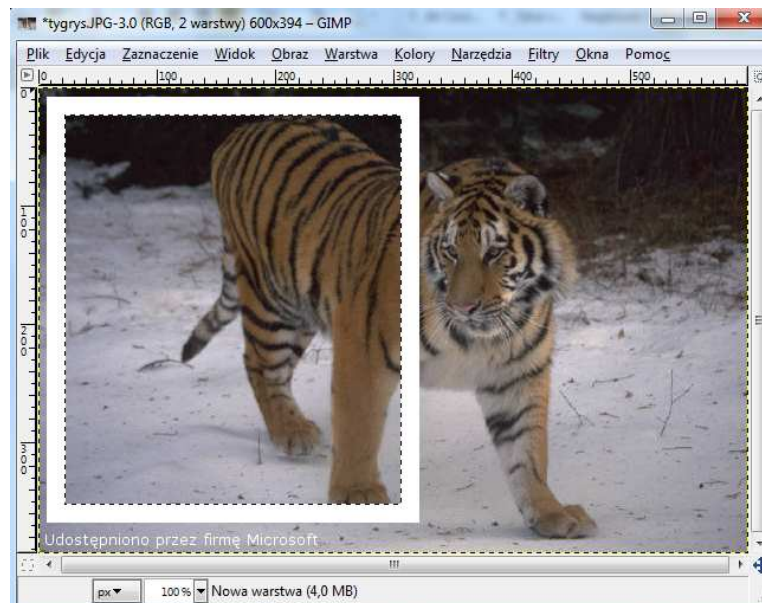 *tygrys.JPG-3.0 (RGB, 2 warstwy) 600x394 – GIMP
Plik Edycja Zaznaczenie Widok Obraz Warstwa Kolory Narzędzia Filtry Okna Pomoc
0 100 200 300 400 500
0
100
200
300
Udostępniono przez firmę Microsoft
px 100 % Nowa warstwa (4,0 MB)